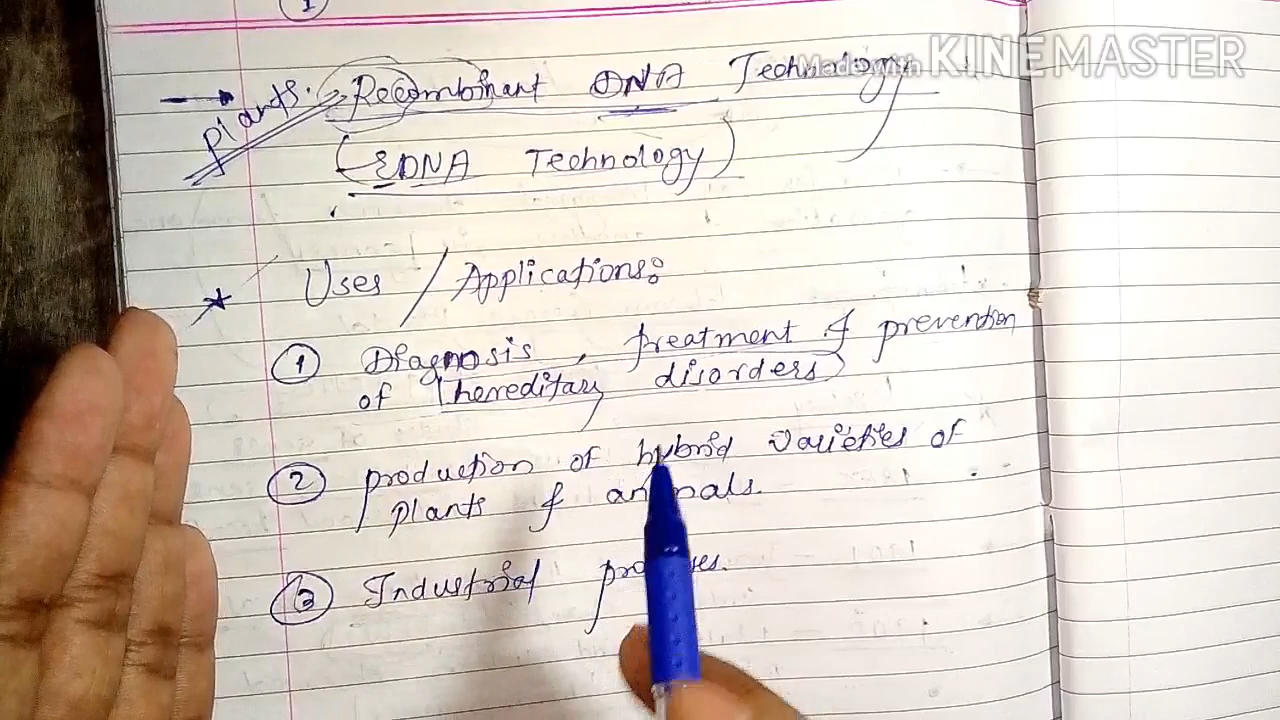 1
Made with KINEMASTER
plants. Recombinant DNA Technology
(rDNA Technology)
* Uses / Applications:
1 Diagnosis, treatment & prevention
of hereditary disorders
2 production of hybrid varieties of
plants & animals.
3 Industrial